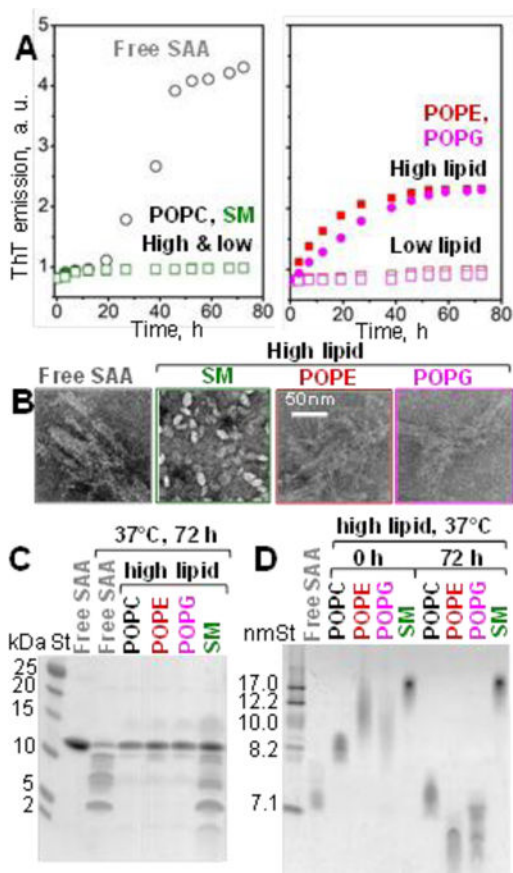 A
Free SAA
POPC, SM
High & low
POPE,
POPG
High lipid
Low lipid
ThT emission, a. u.
5
4
3
2
1
0 20 40 60 80
0 20 40 60 80
Time, h
Time, h
High lipid
Free SAA SM POPE POPG
B
50nm
C
37°C, 72 h
high lipid
kDa St Free SAA Free SAA POPC POPE POPG SM
25
20
15
10
5
2
D
high lipid, 37°C
0 h 72 h
nm St Free SAA POPC POPE POPG SM POPC POPE POPG SM
17.0
12.2
10.0
8.2
7.1